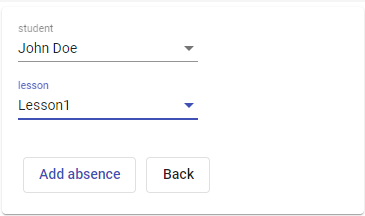 student
John Doe
lesson
Lesson1
Add absence
Back